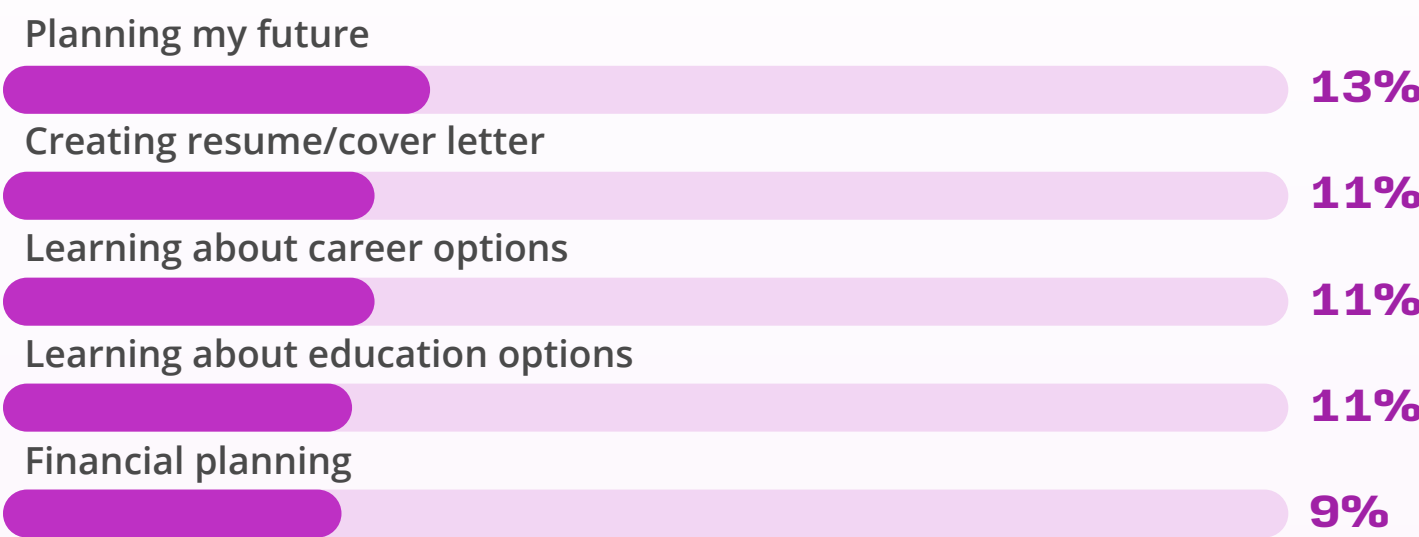 Planning my future
13%
Creating resume/cover letter
11%
Learning about career options
11%
Learning about education options
11%
Financial planning
9%